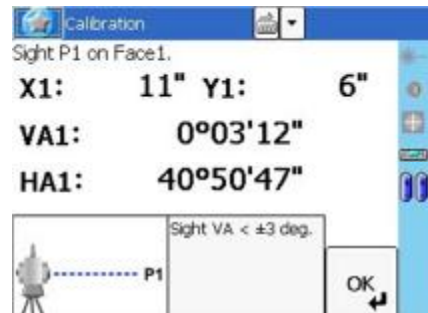 Calibration
Sight P1 on Face1.
X1: 11" Y1: 6"
VA1: 0°03'12"
HA1: 40°50'47"
Sight VA < ±3 deg.
P1
OK